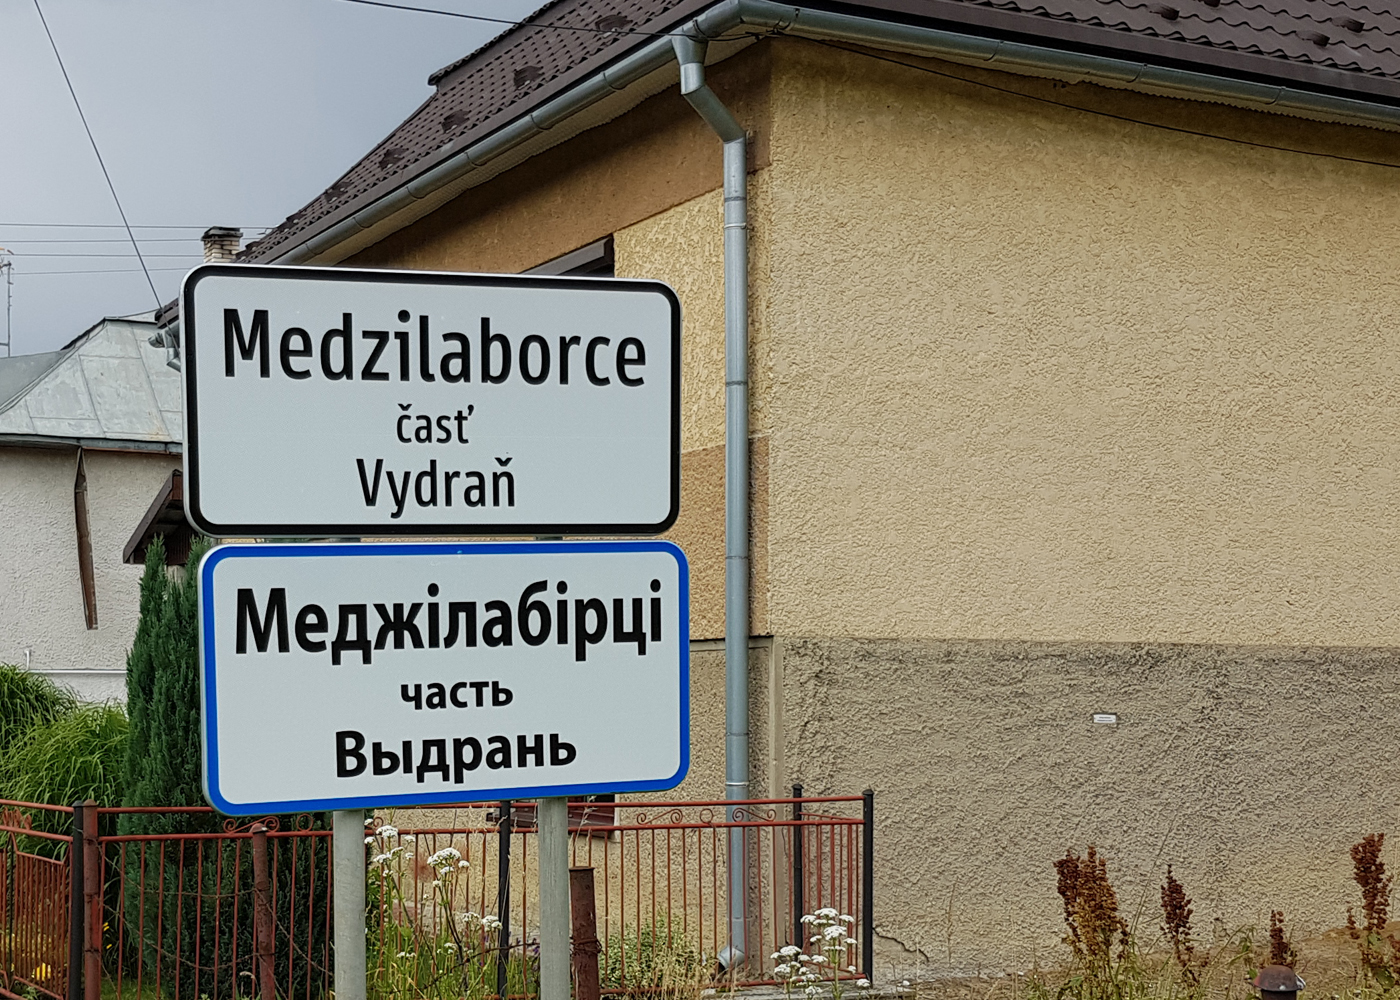 Medzilaborce
časť
Vydraň
Меджілабірці
часть
Выдрань